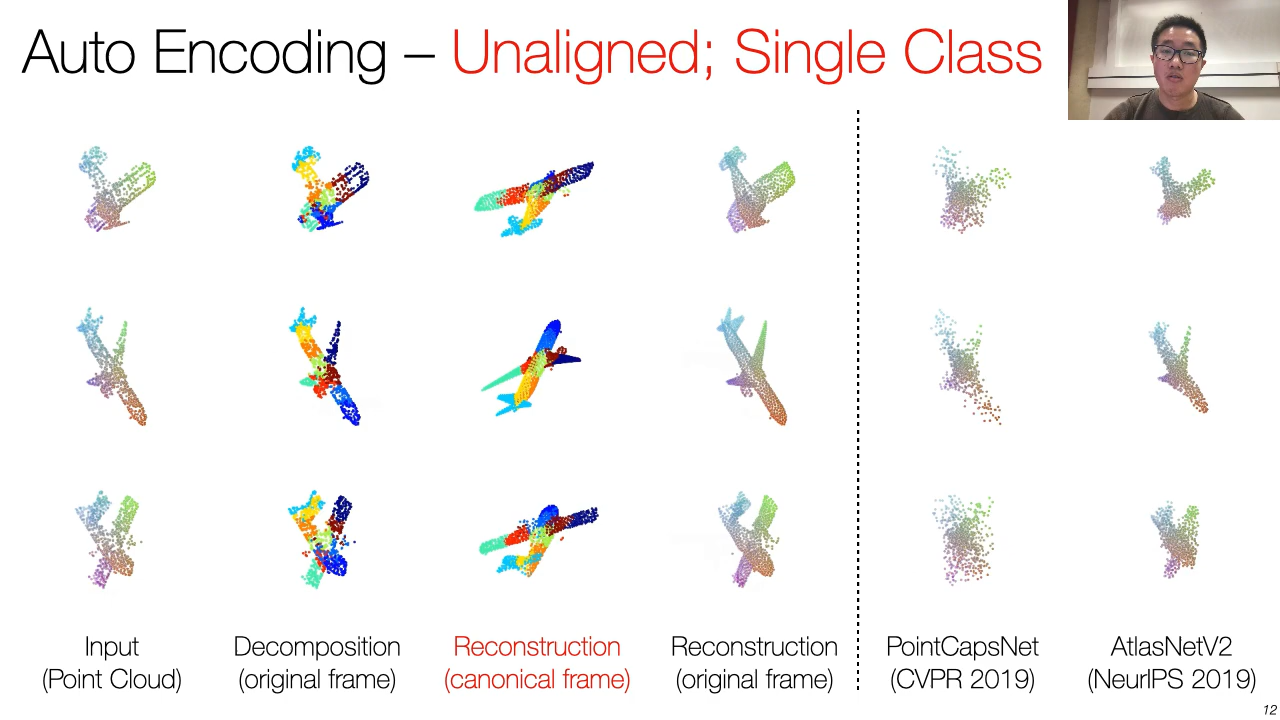 Auto Encoding – Unaligned; Single Class
Input
(Point Cloud)
Decomposition
(original frame)
Reconstruction
(canonical frame)
Reconstruction
(original frame)
PointCapsNet
(CVPR 2019)
AtlasNetV2
(NeurIPS 2019)
12